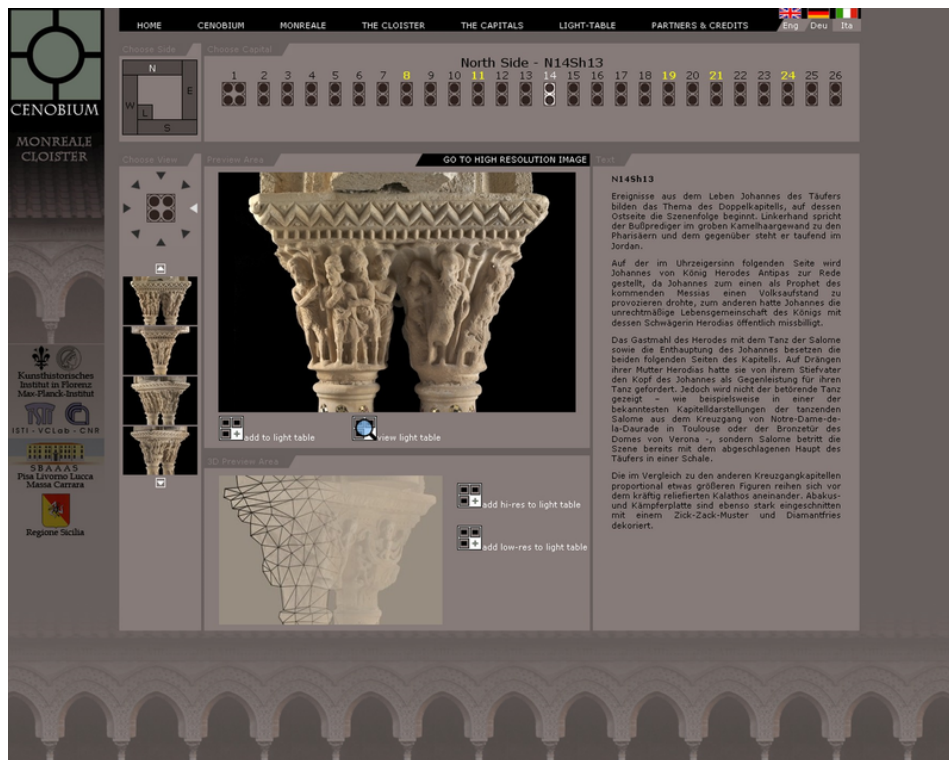 HOME CENOBIUM MONREALE THE CLOISTER THE CAPITALS LIGHT-TABLE PARTNERS & CREDITS Eng Deu Ita
CENOBIUM
MONREALE
CLOISTER
Choose Side
N
W
E
L
S
Choose Capital
North Side - N14Sh13
1 2 3 4 5 6 7 8 9 10 11 12 13 14 15 16 17 18 19 20 21 22 23 24 25 26
Choose View
Preview Area
GO TO HIGH RESOLUTION IMAGE
add to light table
view light table
3D Preview Area
add hi-res to light table
add low-res to light table
Text
N14Sh13
Ereignisse aus dem Leben Johannes des Täufers
bilden das Thema des Doppelkapitells, auf dessen
Ostseite die Szenenfolge beginnt. Linkerhand spricht
der Bußprediger im groben Kamelhaargewand zu den
Pharisäern und dem gegenüber steht er taufend im
Jordan.
Auf der im Uhrzeigersinn folgenden Seite wird
Johannes von König Herodes Antipas zur Rede
gestellt, da Johannes zum einen als Prophet des
kommenden Messias einen Volksaufstand zu
provozieren drohte, zum anderen hatte Johannes die
unrechtmäßige Lebensgemeinschaft des Königs mit
dessen Schwägerin Herodias öffentlich missbilligt.
Das Gastmahl des Herodes mit dem Tanz der Salome
sowie die Enthauptung des Johannes besetzen die
beiden folgenden Seiten des Kapitells. Auf Drängen
ihrer Mutter Herodias hatte sie von ihrem Stiefvater
den Kopf des Johannes als Gegenleistung für ihren
Tanz gefordert. Jedoch wird nicht der betörende Tanz
gezeigt – wie beispielsweise in einer der
bekanntesten Kapitelldarstellungen der tanzenden
Salome aus dem Kreuzgang von Notre-Dame-de-
la-Daurade in Toulouse oder der Bronzetür des
Domes von Verona -, sondern Salome betritt die
Szene bereits mit dem abgeschlagenen Haupt des
Täufers in einer Schale.
Die im Vergleich zu den anderen Kreuzgangkapitellen
proportional etwas größeren Figuren reihen sich vor
dem kräftig reliefierten Kalathos aneinander. Abakus-
und Kämpferplatte sind ebenso stark eingeschnitten
mit einem Zick-Zack-Muster und Diamantfries
dekoriert.
Kunsthistorisches
Institut in Florenz
Max-Planck-Institut
ISTI - VCLab - CNR
SBAAAS
Pisa Livorno Lucca
Massa Carrara
Regione Sicilia